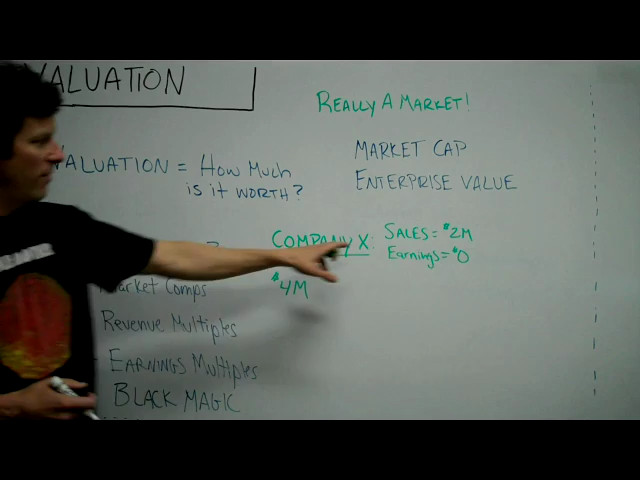 VALUATION
REALLY A MARKET!
VALUATION = How Much
is it WORTH?
MARKET CAP
ENTERPRISE VALUE
COMPANY X: SALES = $2M
Earnings = $0
Market Comps
$4M
Revenue Multiples
EARNINGS Multiples
BLACK MAGIC